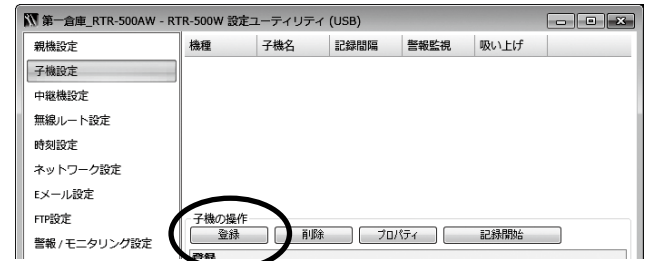 第一倉庫_RTR-500AW - RTR-500W 設定ユーティリティ (USB)
親機設定
子機設定
中継機設定
無線ルート設定
時刻設定
ネットワーク設定
Eメール設定
FTP設定
警報/モニタリング設定
機種 子機名 記録間隔 警報監視 吸い上げ
子機の操作
登録 削除 プロパティ 記録開始
登録